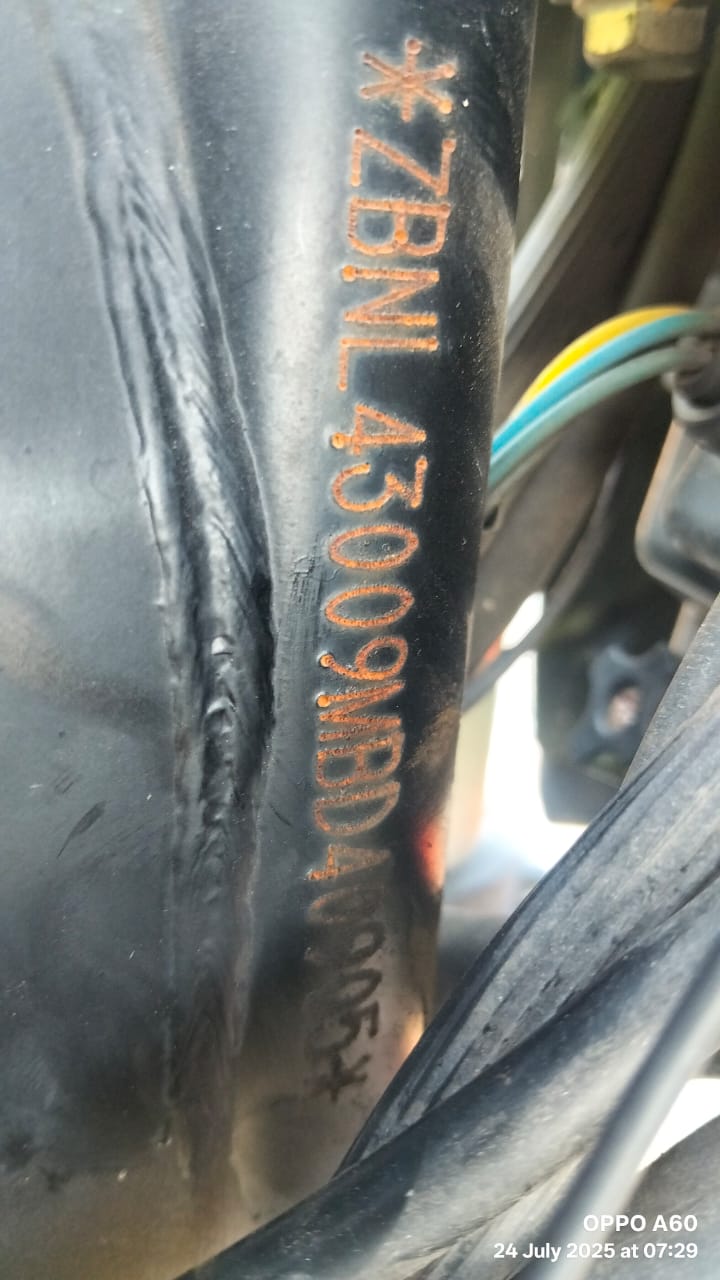 *ZBNL43009MBD40905*
OPPO A60
24 July 2025 at 07:29